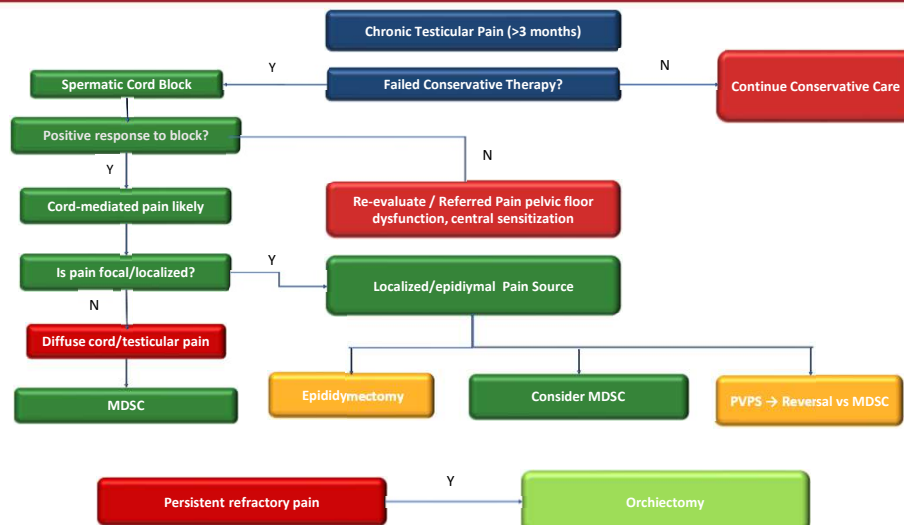 Chronic Testicular Pain (>3 months)
Y
N
Spermatic Cord Block
Failed Conservative Therapy?
Continue Conservative Care
Positive response to block?
Y
N
Cord-mediated pain likely
Re-evaluate / Referred Pain pelvic floor
dysfunction, central sensitization
Is pain focal/localized?
Y
Localized/epidiymal Pain Source
N
Diffuse cord/testicular pain
MDSC
Epididymectomy
Consider MDSC
PVPS → Reversal vs MDSC
Persistent refractory pain
Y
Orchiectomy